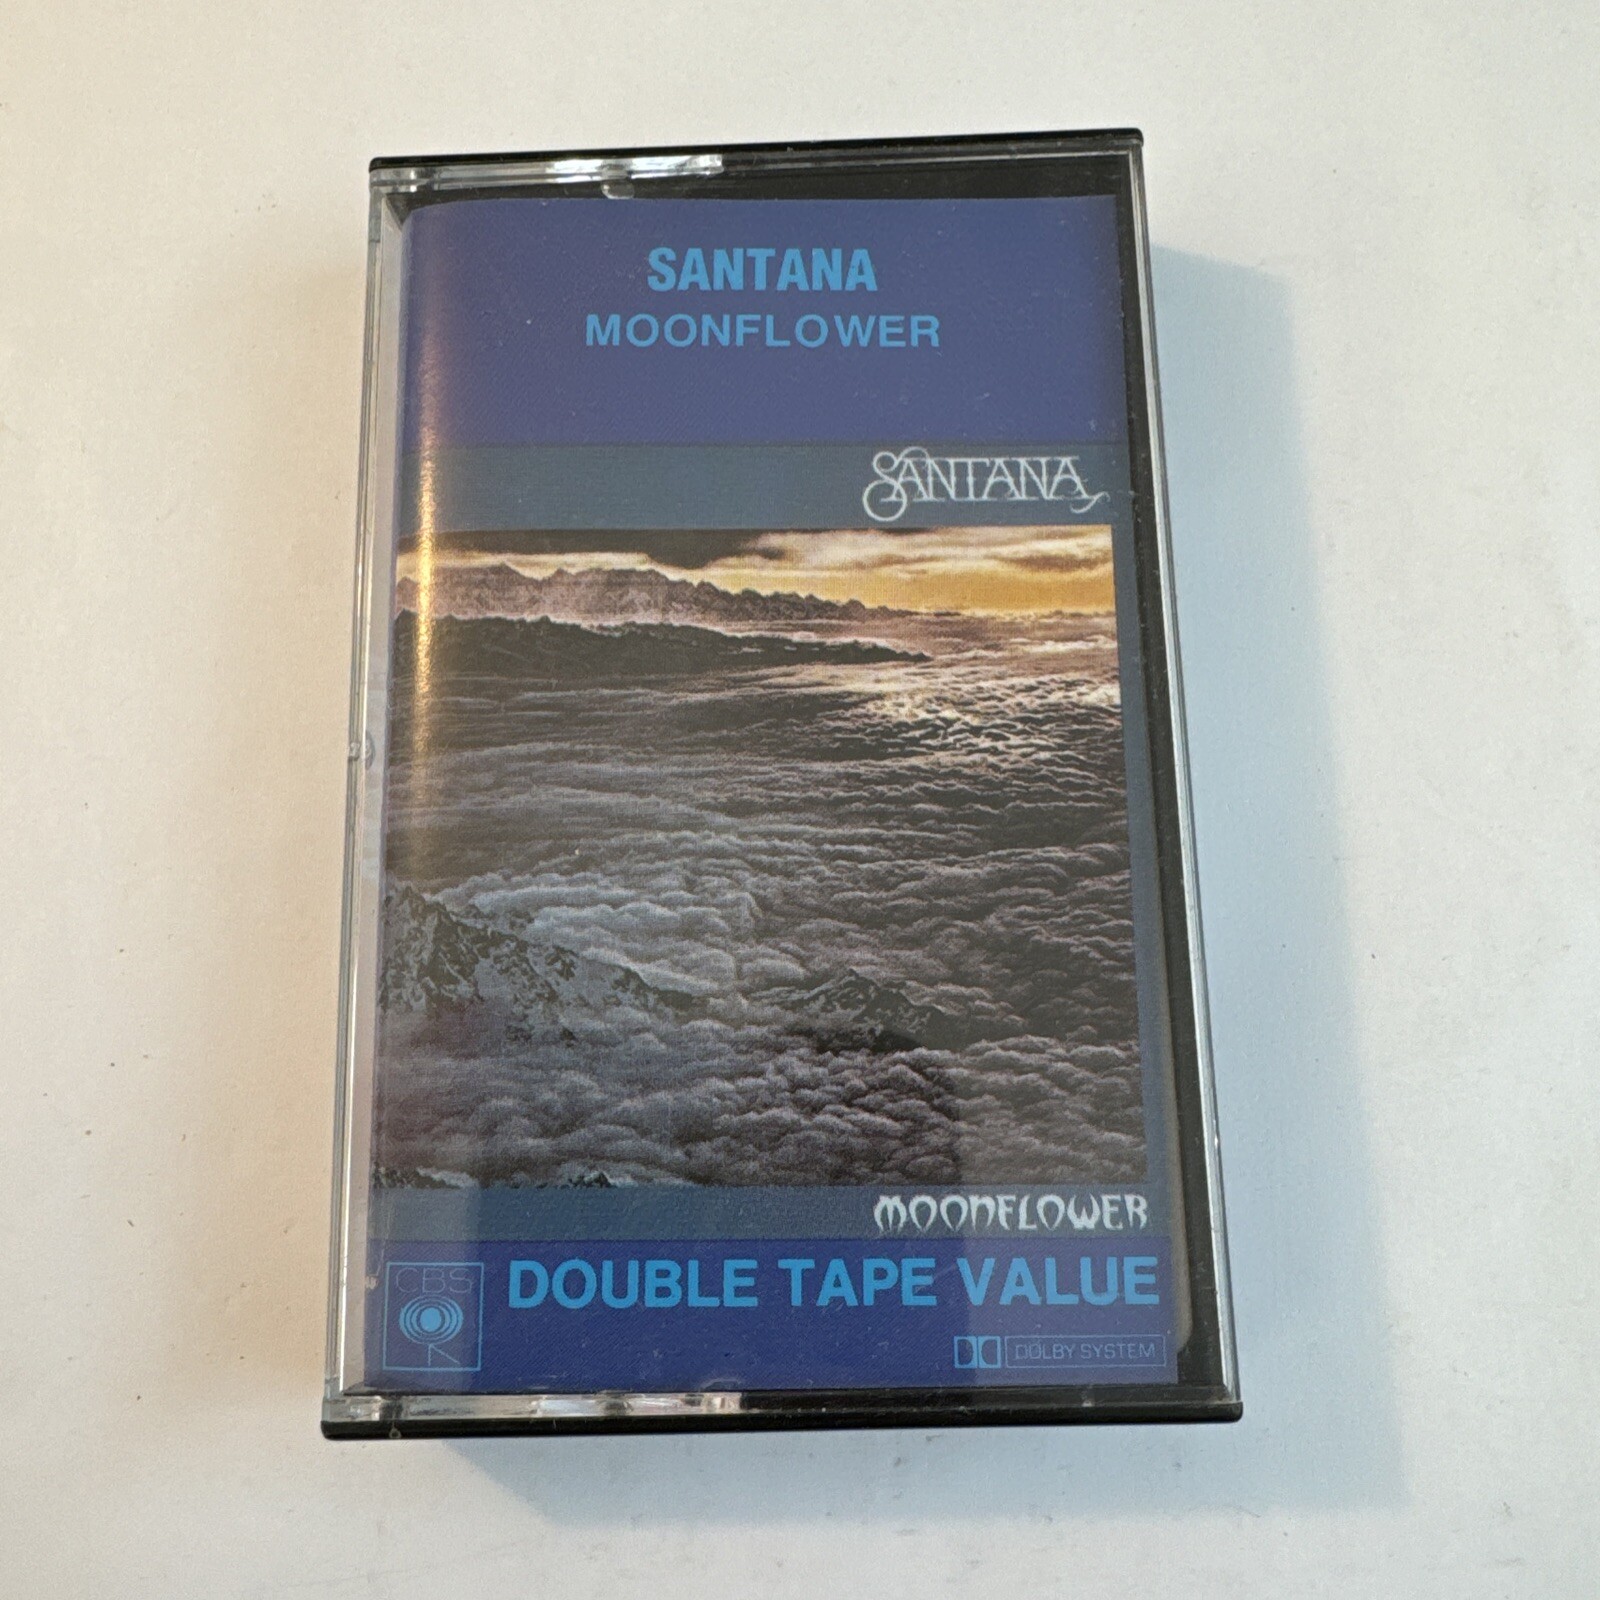 SANTANA
MOONFLOWER
SANTANA
MOONFLOWER
CBS
DOUBLE TAPE VALUE
DOLBY SYSTEM